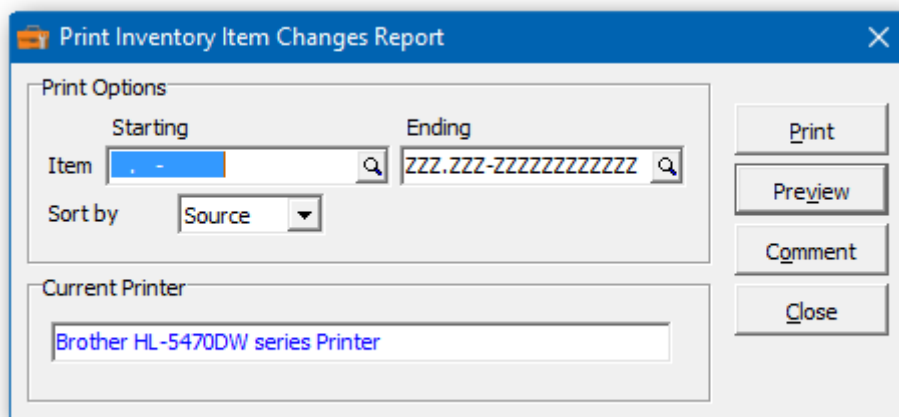 Print Inventory Item Changes Report
Print Options
Starting Ending
Item . - ZZZ.ZZZ-ZZZZZZZZZZZZ
Sort by Source
Current Printer
Brother HL-5470DW series Printer
Print
Preview
Comment
Close